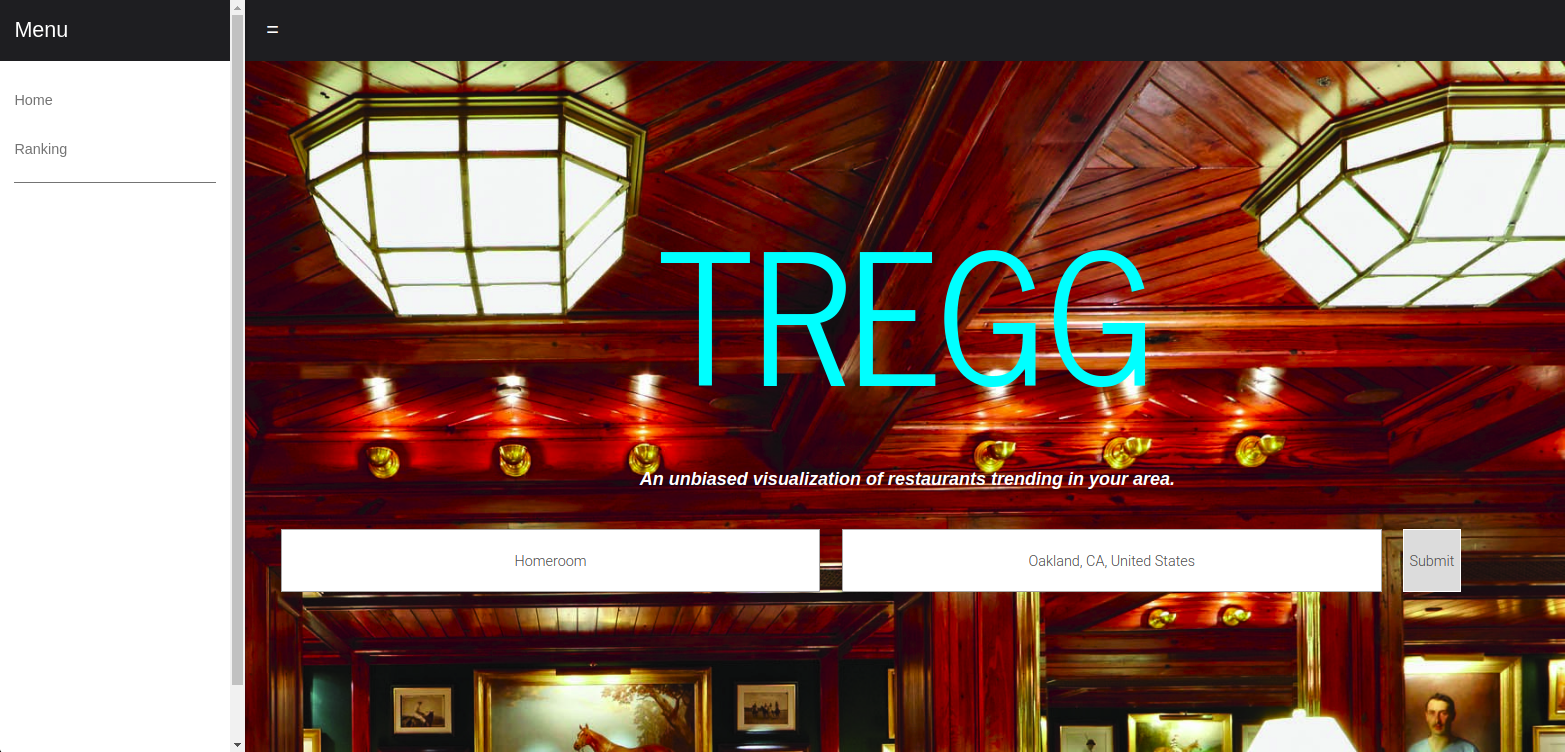 Menu
=
Home
Ranking
TREGG
An unbiased visualization of restaurants trending in your area.
Homeroom
Oakland, CA, United States
Submit